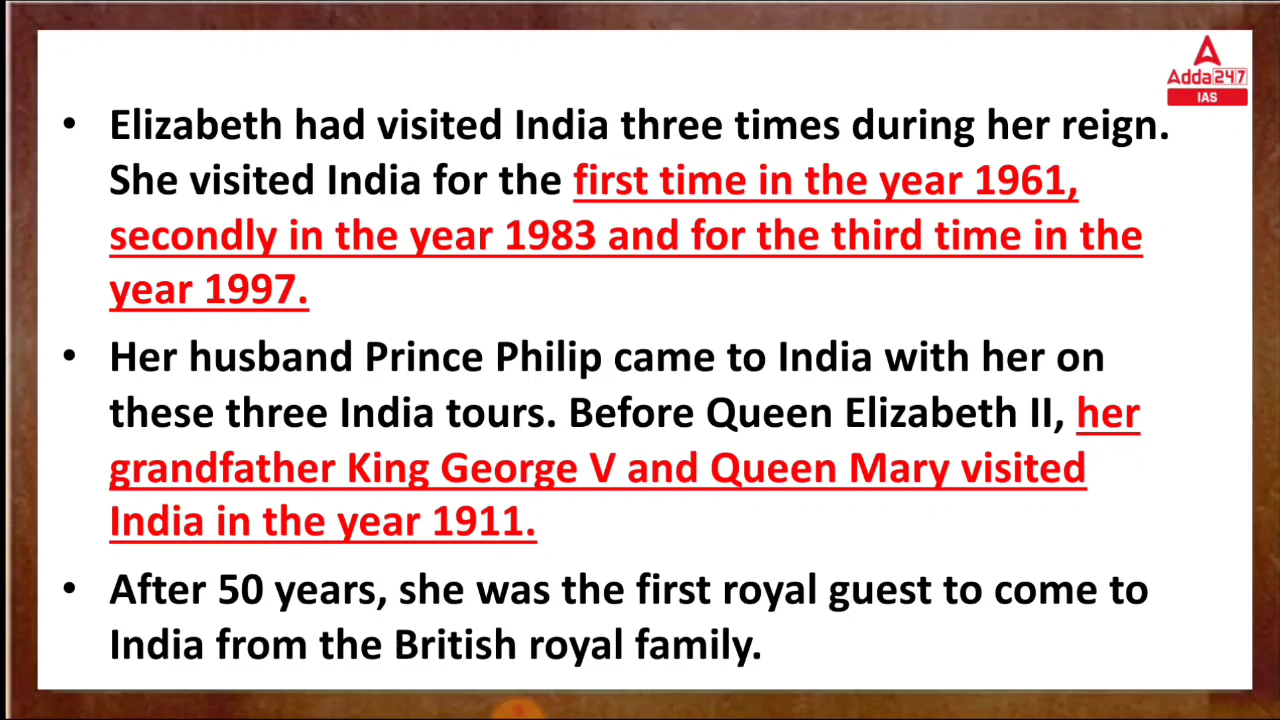 Adda247
IAS
• Elizabeth had visited India three times during her reign.
She visited India for the first time in the year 1961,
secondly in the year 1983 and for the third time in the
year 1997.
• Her husband Prince Philip came to India with her on
these three India tours. Before Queen Elizabeth II, her
grandfather King George V and Queen Mary visited
India in the year 1911.
• After 50 years, she was the first royal guest to come to
India from the British royal family.